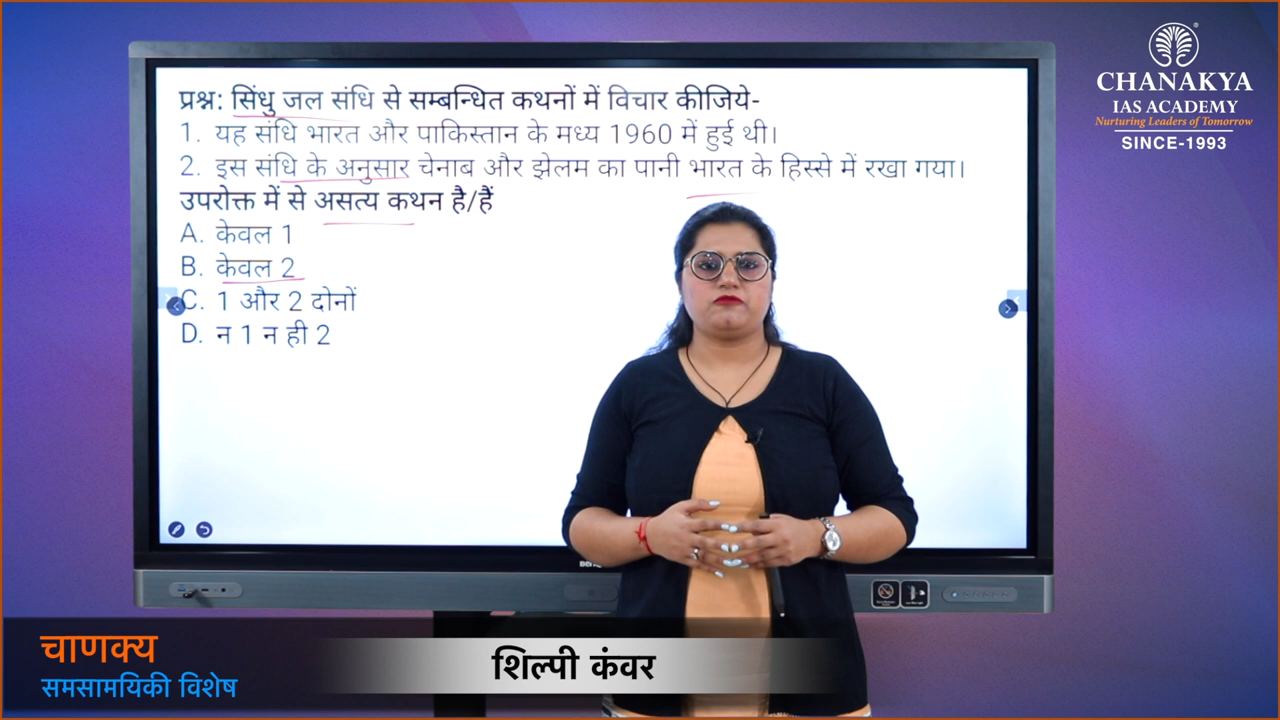 CHANAKYA
IAS ACADEMY
Nurturing Leaders of Tomorrow
SINCE-1993
प्रश्न: सिंधु जल संधि से सम्बन्धित कथनों में विचार कीजिये-
1. यह संधि भारत और पाकिस्तान के मध्य 1960 में हुई थी।
2. इस संधि के अनुसार चेनाब और झेलम का पानी भारत के हिस्से में रखा गया।
उपरोक्त में से असत्य कथन है/हैं
A. केवल 1
B. केवल 2
C. 1 और 2 दोनों
D. न 1 न ही 2
चाणक्य
समसामयिकी विशेष
शिल्पी कंवर